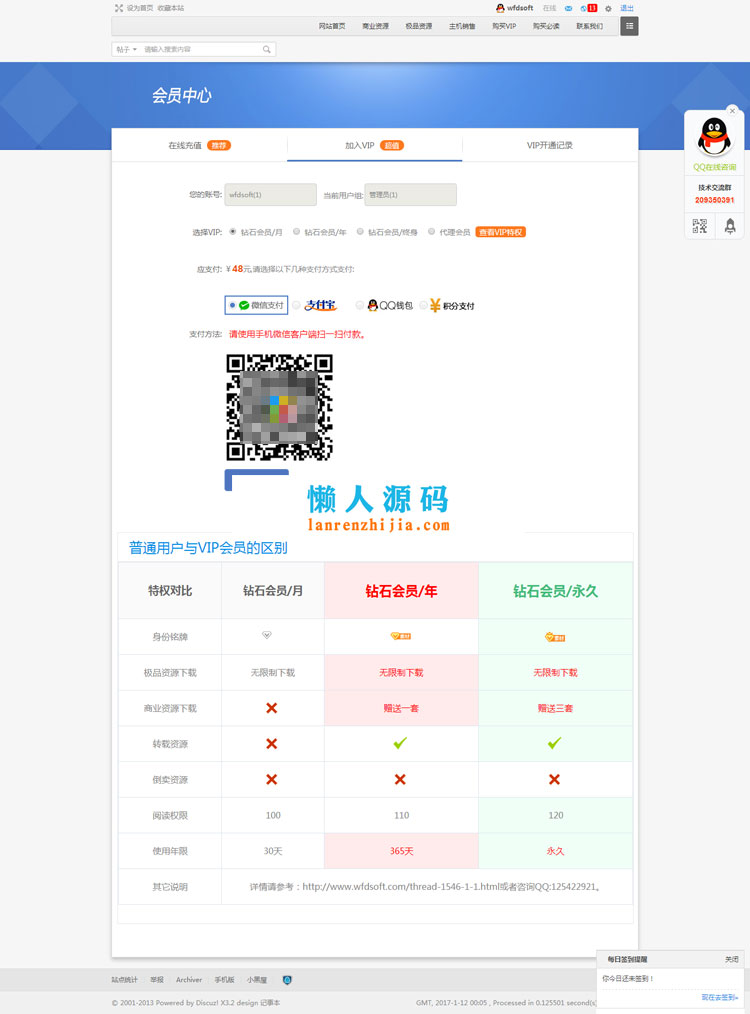 设为首页 收藏本站
wfdsoft 在线 13 退出
网站首页 商业资源 极品资源 主机销售 购买VIP 购买必读 联系我们
帖子 请输入搜索内容
会员中心
QQ在线咨询
技术交流群
209350391
在线充值 推荐 加入VIP 超值 VIP开通记录
您的账号: wfdsoft(1) 当前用户组: 管理员(1)
选择VIP: 钻石会员/月 钻石会员/年 钻石会员/终身 代理会员 查看VIP特权
应支付: ¥48元,请选择以下几种支付方式支付:
微信支付 支付宝 QQ钱包 积分支付
支付方法: 请使用手机微信客户端扫一扫付款。
懒人源码
lanrenzhijia.com
普通用户与VIP会员的区别
特权对比 钻石会员/月 钻石会员/年 钻石会员/永久
身份铭牌
极品资源下载 无限制下载 无限制下载 无限制下载
商业资源下载 赠送一套 赠送三套
转载资源
倒卖资源
阅读权限 100 110 120
使用年限 30天 365天 永久
其它说明 详情请参考：http://www.wfdsoft.com/thread-1546-1-1.html或者咨询QQ:125422921。
每日签到提醒 关闭
你今日还未签到！
现在去签到»
站点统计 举报 Archiver 手机版 小黑屋
© 2001-2013 Powered by Discuz! X3.2 design 记事本
GMT, 2017-1-12 00:05 , Processed in 0.125501 second(s)